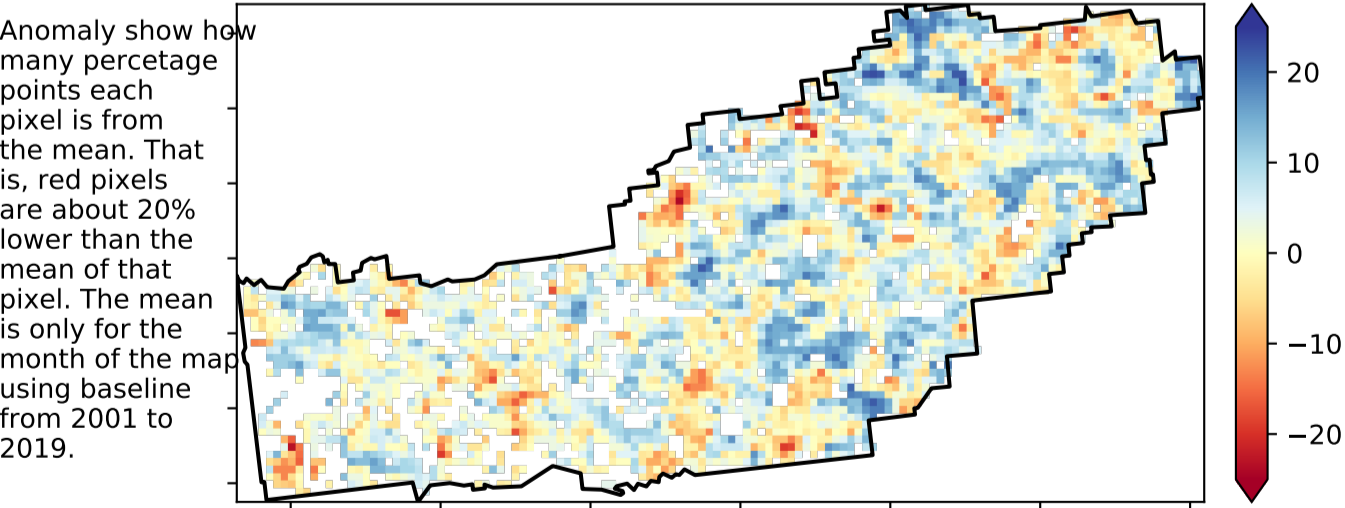 Anomaly show how
many percetage
points each
pixel is from
the mean. That
is, red pixels
are about 20%
lower than the
mean of that
pixel. The mean
is only for the
month of the map
using baseline
from 2001 to
2019.
20
10
0
−10
−20